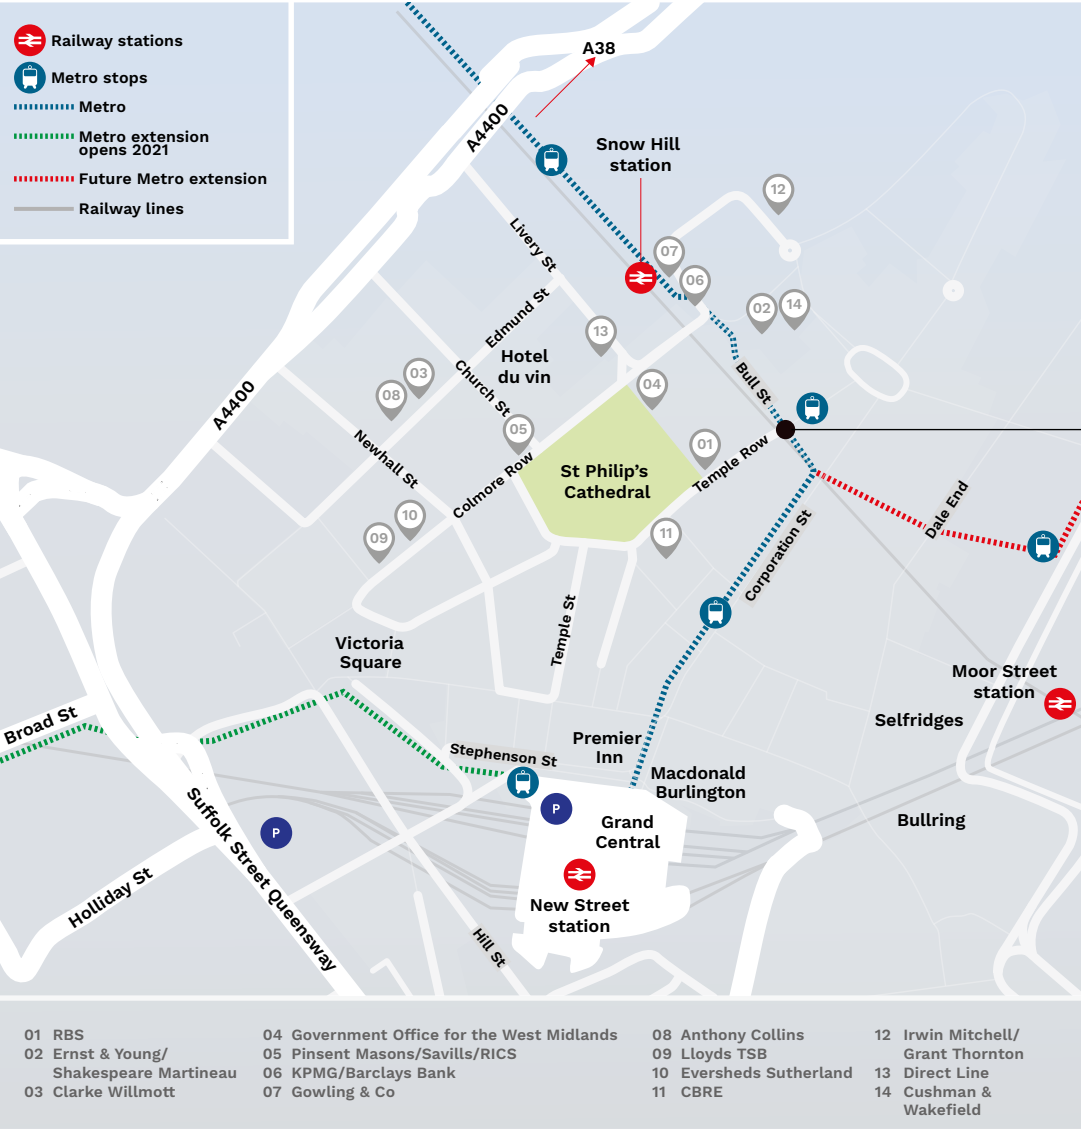 Railway stations
Metro stops
Metro
Metro extension
opens 2021
Future Metro extension
Railway lines
A38
A4400
Snow Hill
station
12
Livery St
07
06
02
14
Edmund St
13
Hotel
du vin
Church St
03
08
04
Bull St
A4400
05
01
Newhall St
Colmore Row
St Philip’s
Cathedral
Temple Row
10
09
11
Dale End
Corporation St
Temple St
Victoria
Square
Moor Street
station
Selfridges
Broad St
Stephenson St
Premier
Inn
Macdonald
Burlington
P
P
Grand
Central
Bullring
Suffolk Street Queensway
Holliday St
New Street
station
Hill St
01 RBS
02 Ernst & Young/
Shakespeare Martineau
03 Clarke Willmott
04 Government Office for the West Midlands
05 Pinsent Masons/Savills/RICS
06 KPMG/Barclays Bank
07 Gowling & Co
08 Anthony Collins
09 Lloyds TSB
10 Eversheds Sutherland
11 CBRE
12 Irwin Mitchell/
Grant Thornton
13 Direct Line
14 Cushman &
Wakefield